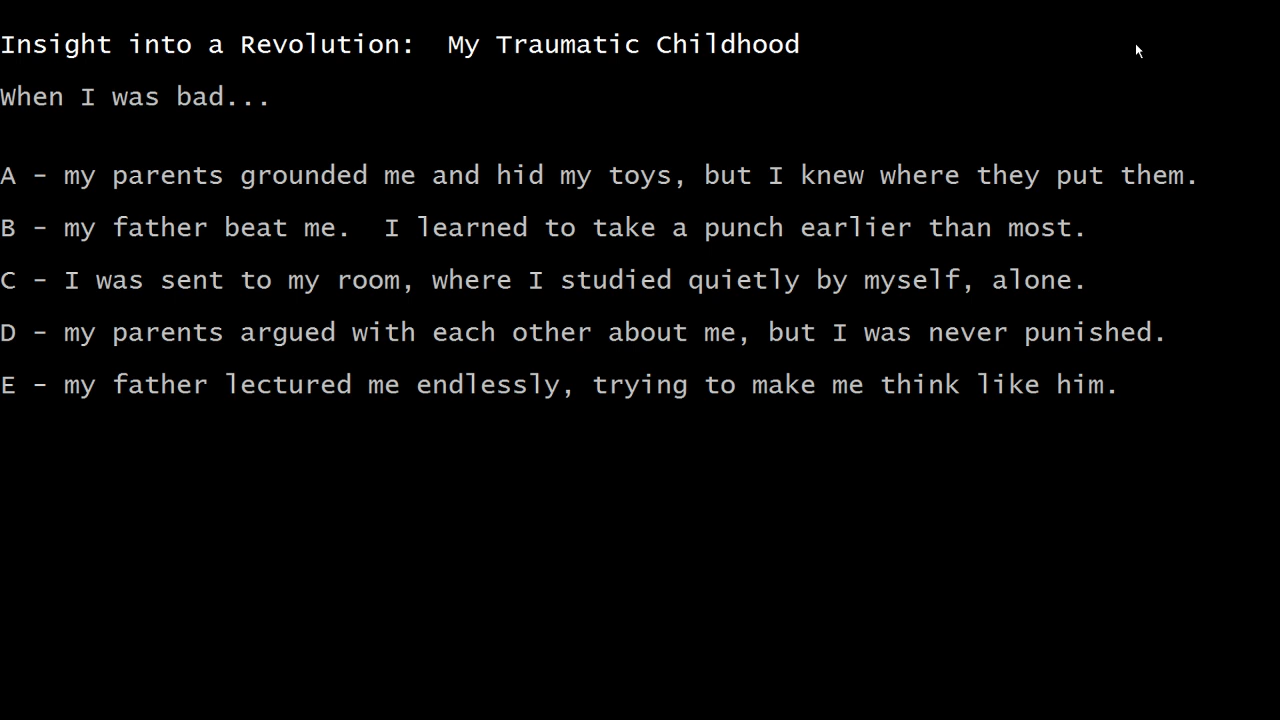 Insight into a Revolution:  My Traumatic Childhood
When I was bad...
A - my parents grounded me and hid my toys, but I knew where they put them.
B - my father beat me.  I learned to take a punch earlier than most.
C - I was sent to my room, where I studied quietly by myself, alone.
D - my parents argued with each other about me, but I was never punished.
E - my father lectured me endlessly, trying to make me think like him.